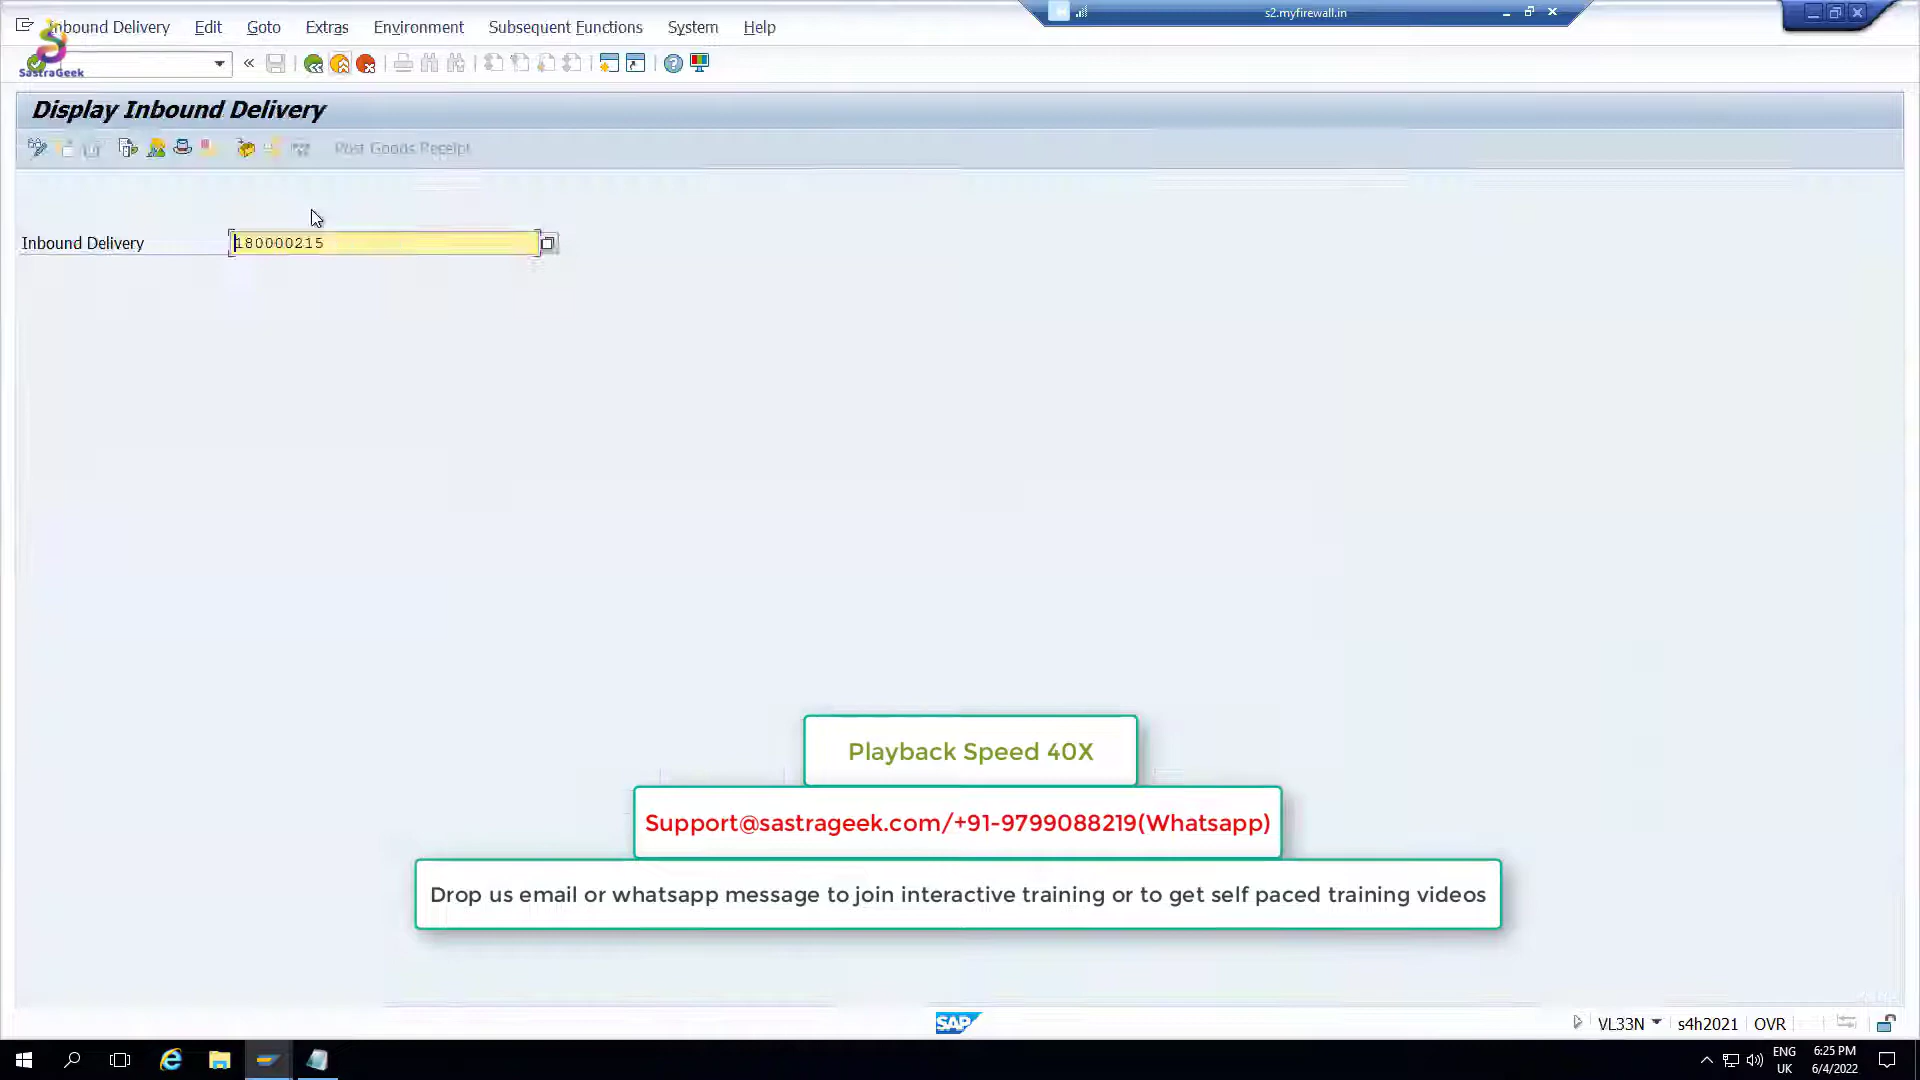 s2.myfirewall.in
Inbound Delivery Edit Goto Extras Environment Subsequent Functions System Help
SastraGeek
Display Inbound Delivery
Post Goods Receipt
Inbound Delivery 180000215
Playback Speed 40X
Support@sastrageek.com/+91-9799088219(Whatsapp)
Drop us email or whatsapp message to join interactive training or to get self paced training videos
SAP VL33N s4h2021 OVR
ENG 6:25 PM
UK 6/4/2022